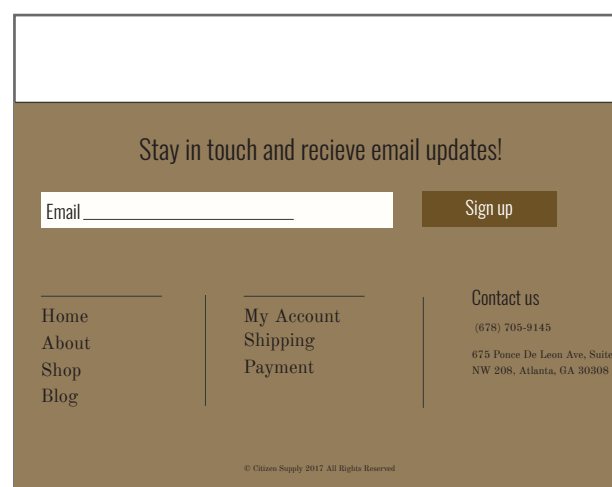 Stay in touch and recieve email updates!
Email
Sign up
Home
About
Shop
Blog
My Account
Shipping
Payment
Contact us
(678) 705-9145
675 Ponce De Leon Ave, Suite
NW 208, Atlanta, GA 30308
© Citizen Supply 2017 All Rights Reserved